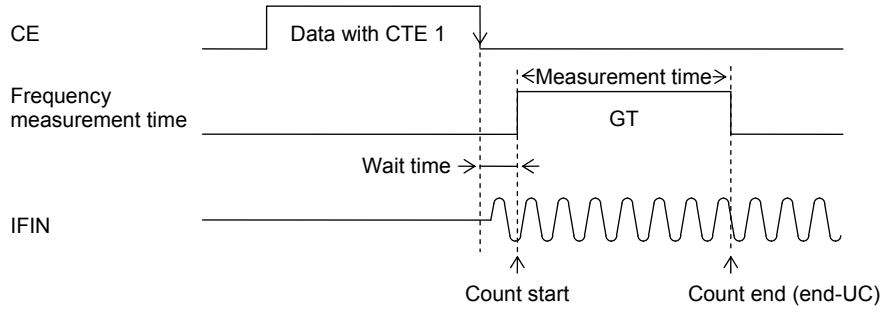 CE
Data with CTE 1
Measurement time
Frequency
measurement time
GT
Wait time
IFIN
Count start
Count end (end-UC)